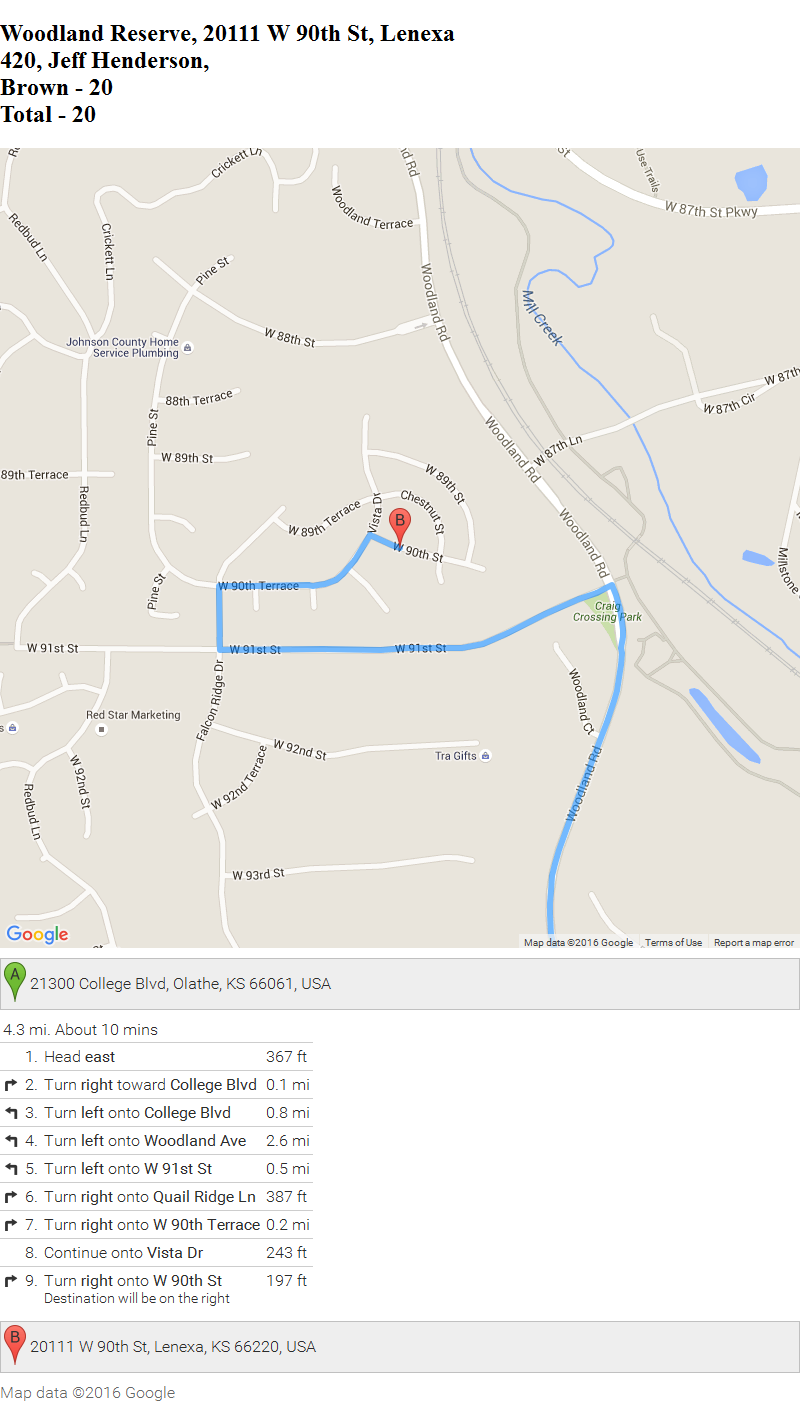 Woodland Reserve, 20111 W 90th St, Lenexa
420, Jeff Henderson,
Brown - 20
Total - 20
Crickett Ln
St
Use Trails
Woodland Terrace
W 87th St Pkwy
Redbud Ln
Crickett Ln
Pine St
Woodland Rd
Mill Creek
W 88th St
Johnson County Home
Service Plumbing
W 87th
88th Terrace
W 87th Cir
Pine St
Woodland Rd
W 87th Ln
W 89th St
89th Terrace
W 89th St
Redbud Ln
Vista Dr
Chestnut St
W 89th Terrace
B
Woodland Rd
W 90th St
Millstone
Pine St
W 90th Terrace
Craig
Crossing Park
W 91st St
W 91st St
W 91st St
Falcon Ridge Dr
Woodland Ct
Red Star Marketing
W 92nd St
Tra Gifts
W 92nd St
W 92nd Terrace
Woodland Rd
Redbud Ln
W 93rd St
Google
Map data ©2016 Google Terms of Use Report a map error
A 21300 College Blvd, Olathe, KS 66061, USA
4.3 mi. About 10 mins
1. Head east 367 ft
2. Turn right toward College Blvd 0.1 mi
3. Turn left onto College Blvd 0.8 mi
4. Turn left onto Woodland Ave 2.6 mi
5. Turn left onto W 91st St 0.5 mi
6. Turn right onto Quail Ridge Ln 387 ft
7. Turn right onto W 90th Terrace 0.2 mi
8. Continue onto Vista Dr 243 ft
9. Turn right onto W 90th St 197 ft
Destination will be on the right
B 20111 W 90th St, Lenexa, KS 66220, USA
Map data ©2016 Google